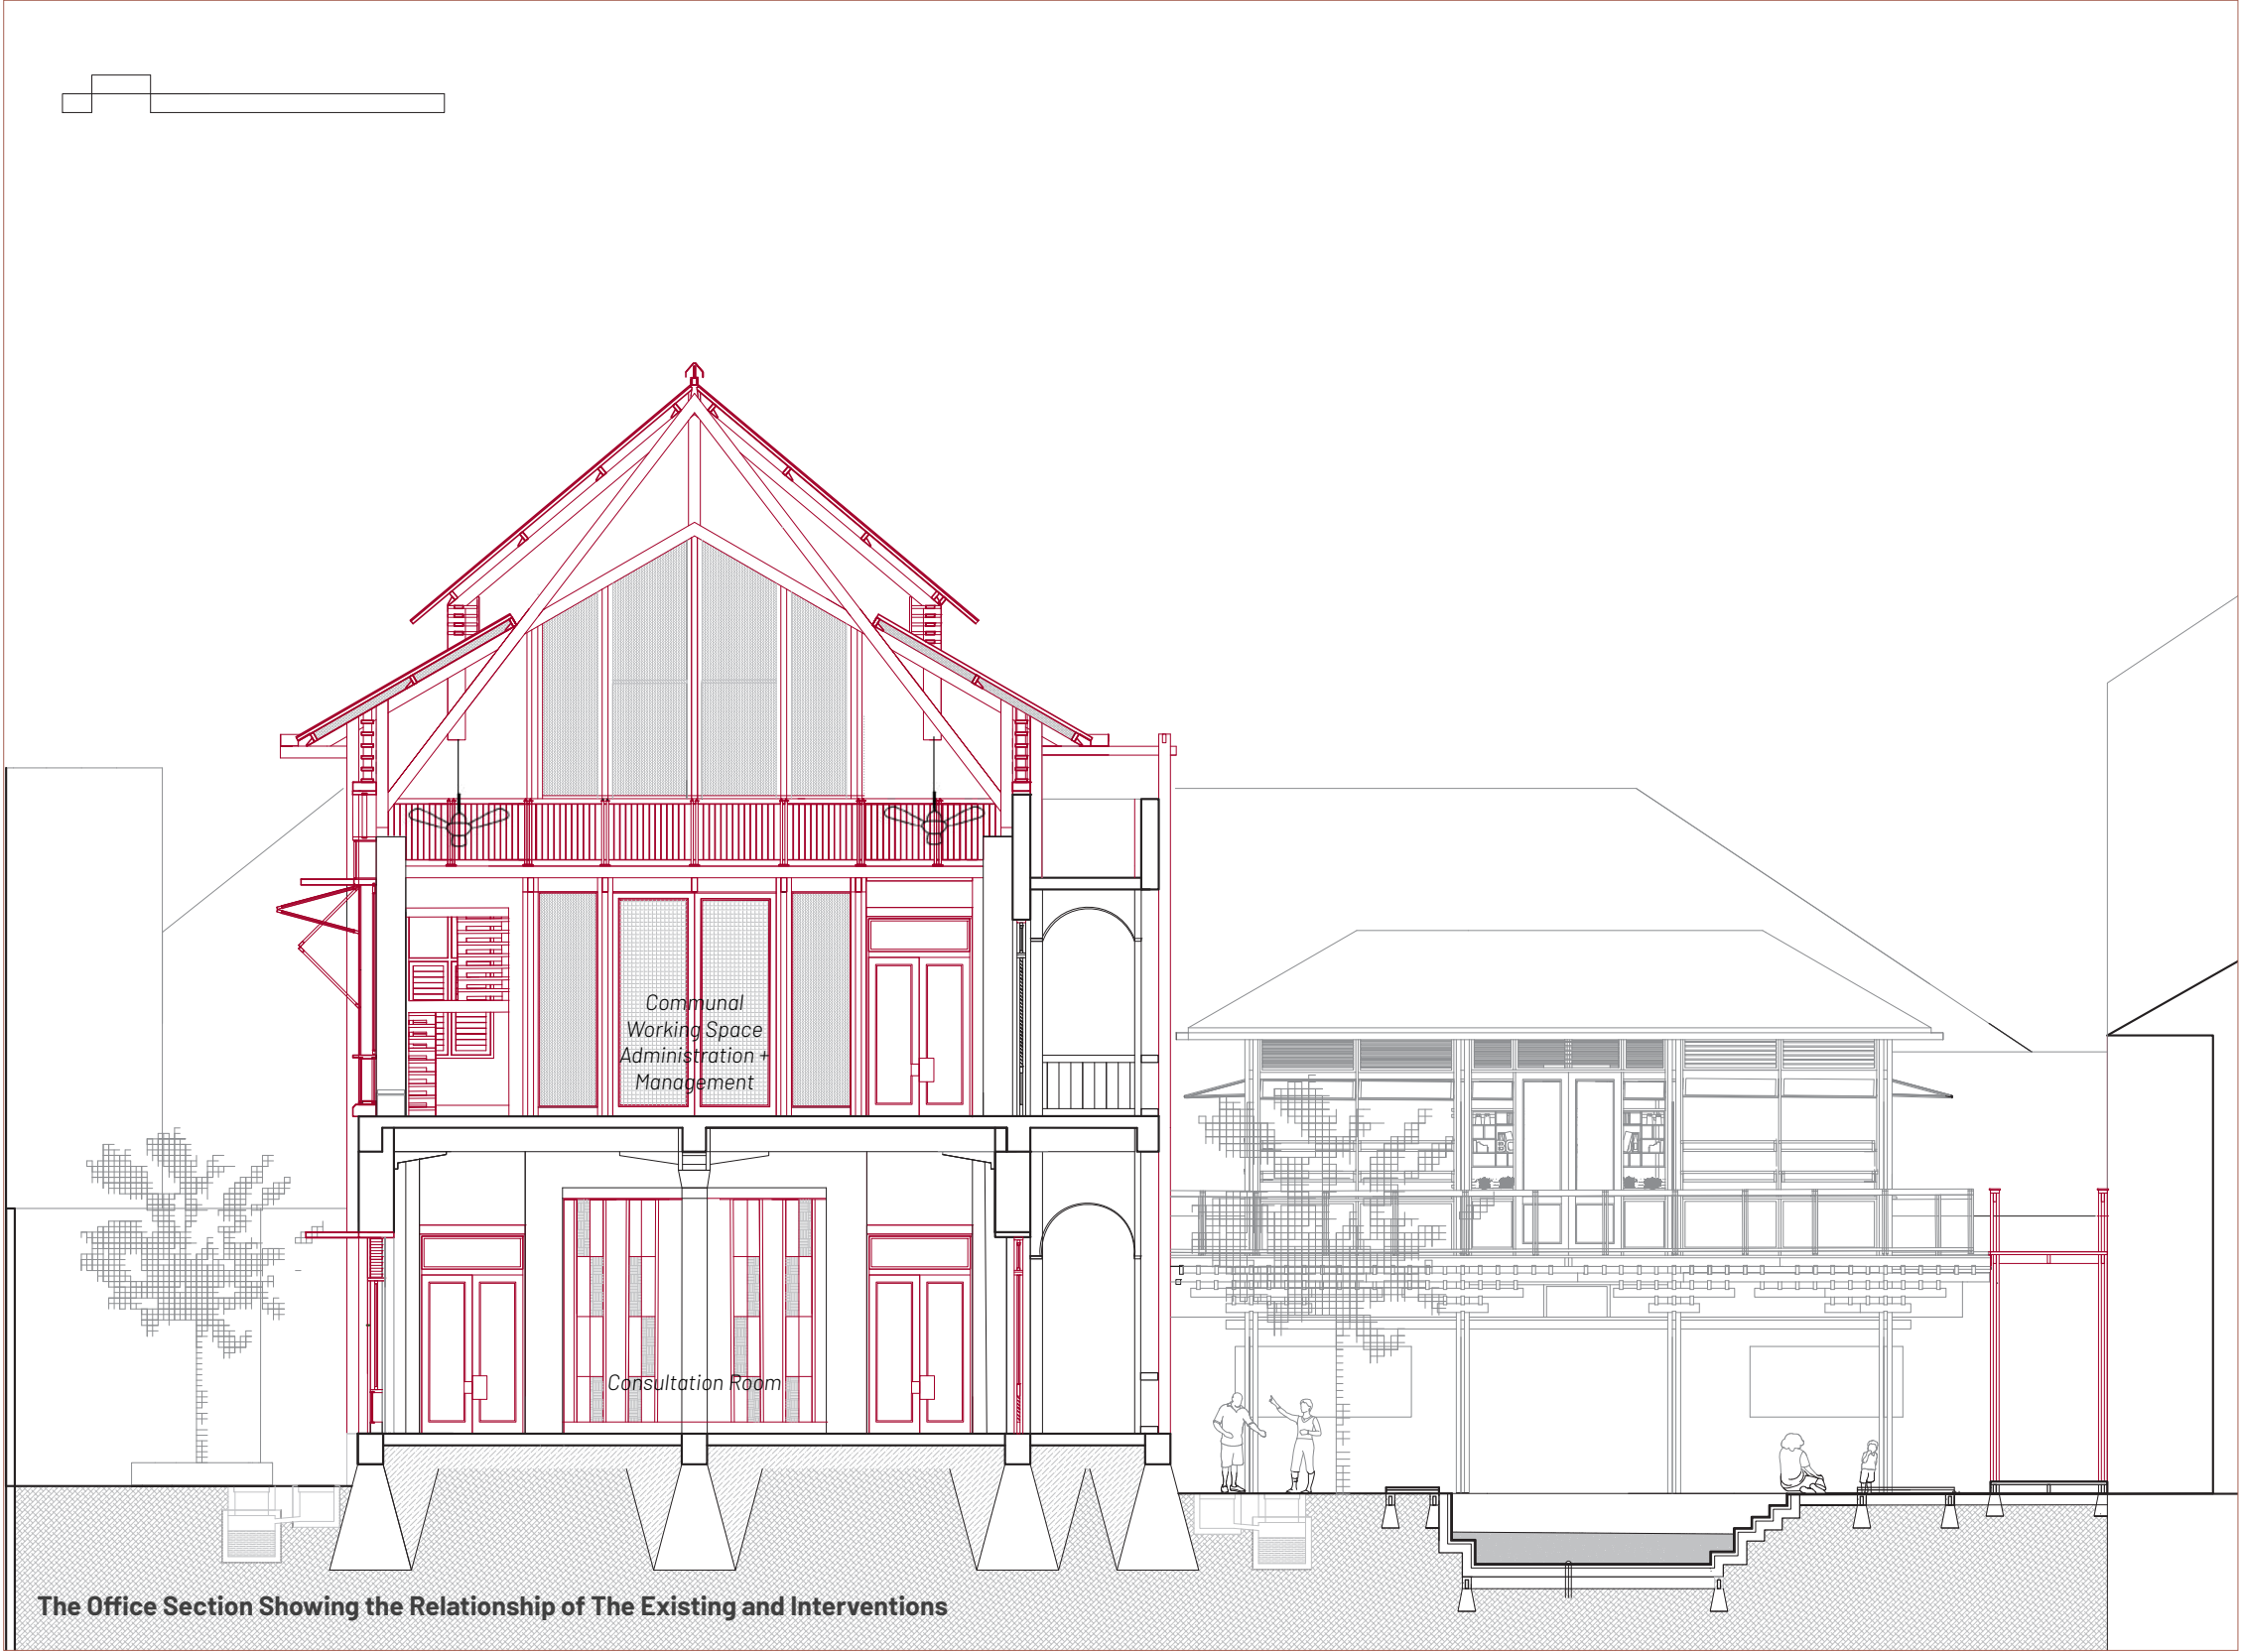 Communal
Working Space
Administration +
Management
Consultation Room
The Office Section Showing the Relationship of The Existing and Interventions